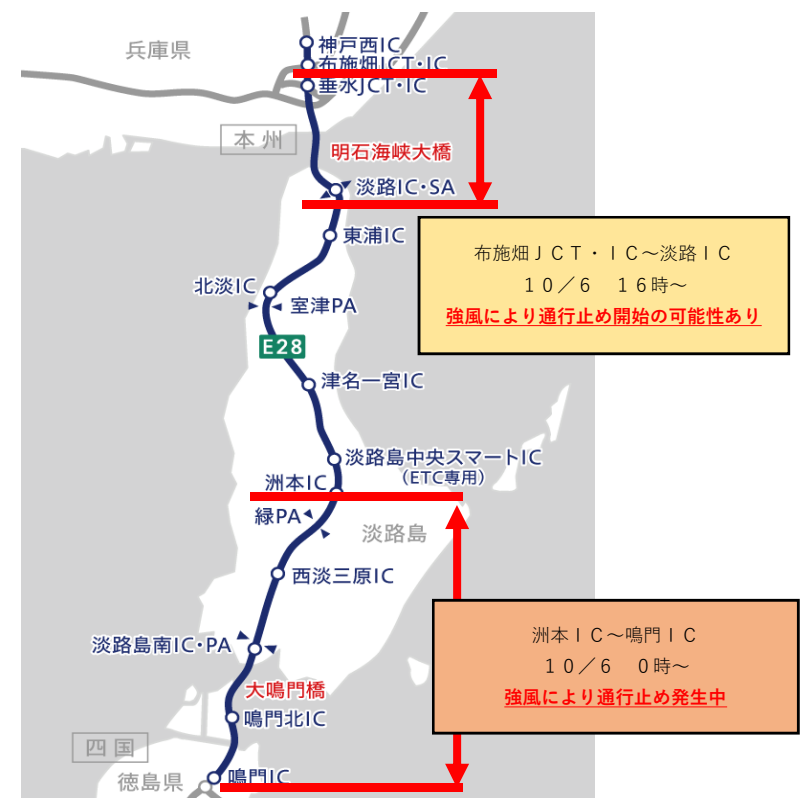 神戸西IC
兵庫県
布施畑JCT・IC
垂水JCT・IC
本州
明石海峡大橋
淡路IC・SA
東浦IC
布施畑ＪＣＴ・ＩＣ～淡路ＩＣ
１０／６　１６時～
強風により通行止め開始の可能性あり
北淡IC
室津PA
E28
津名一宮IC
淡路島中央スマートIC
（ETC専用）
洲本IC
緑PA
淡路島
西淡三原IC
洲本ＩＣ～鳴門ＩＣ
１０／６　０時～
強風により通行止め発生中
淡路島南IC・PA
大鳴門橋
鳴門北IC
四国
鳴門IC
徳島県